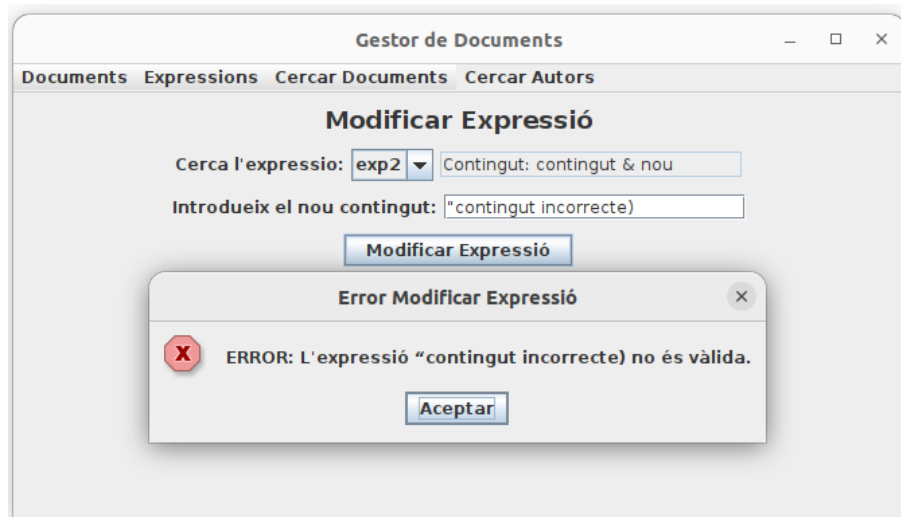 Gestor de Documents
Documents Expressions Cercar Documents Cercar Autors
Modificar Expressió
Cerca l'expressio: exp2 Contingut: contingut & nou
Introdueix el nou contingut: "contingut incorrecte)
Modificar Expressió
Error Modificar Expressió
ERROR: L'expressió “contingut incorrecte) no és vàlida.
Aceptar